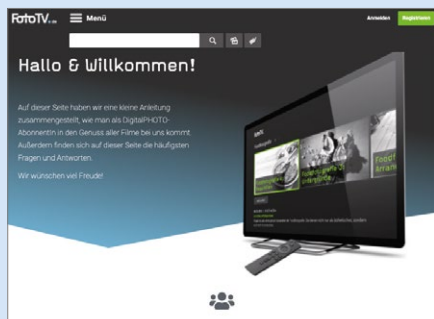 FotoTV.
Menü
Anmelden
Registrieren
Hallo & Willkommen!
Auf dieser Seite haben wir eine kleine Anleitung
zusammengestellt, wie man als DigitalPHOTO-
Abonnentin in den Genuss aller Filme bei uns kommt.
Außerdem finden sich auf dieser Seite die häufigsten
Fragen und Antworten.
Wir wünschen viel Freude!